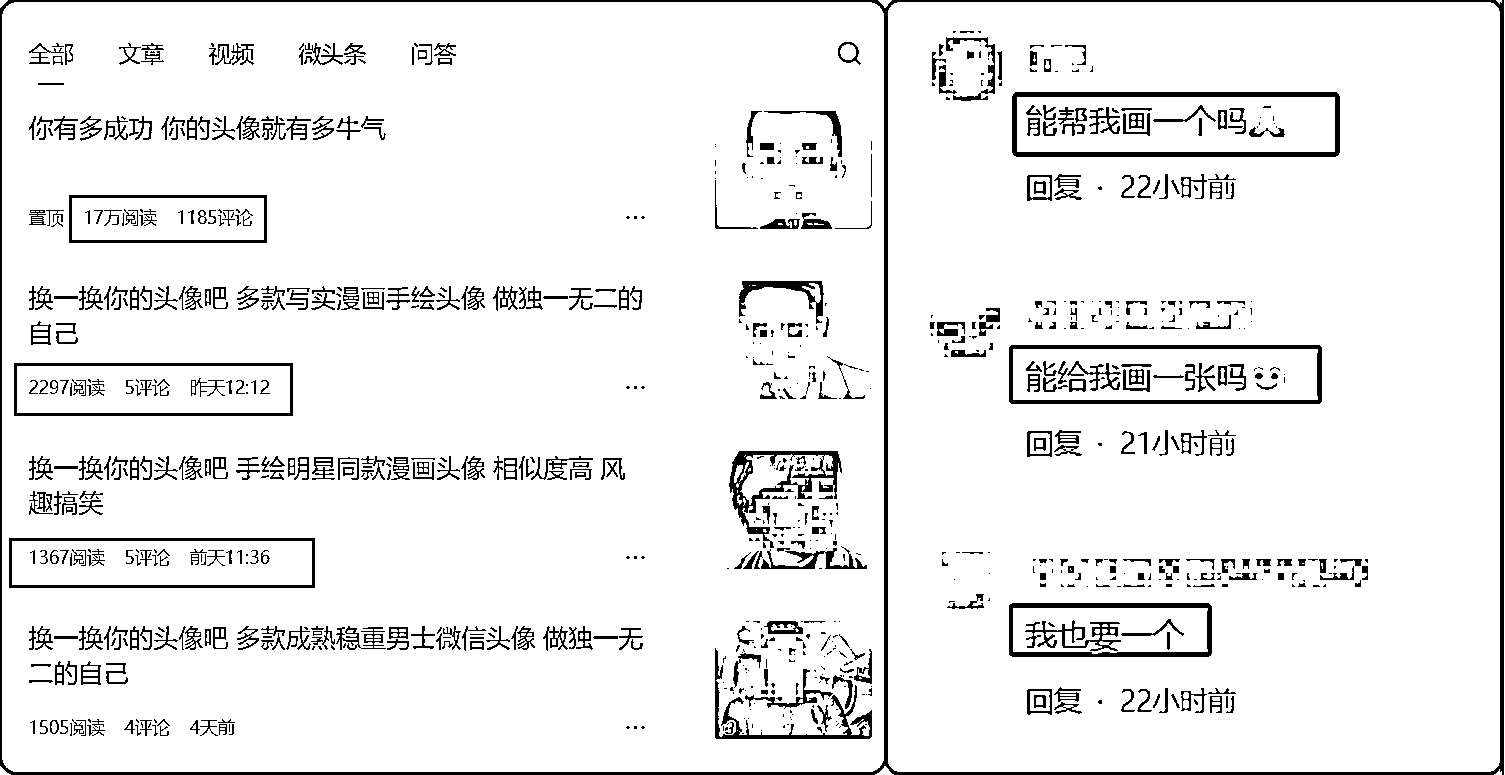 全部 文章 视频 微头条 问答
你有多成功 你的头像就有多牛气
置顶 17万阅读 1185评论
换一换你的头像吧 多款写实漫画手绘头像 做独一无二的
自己
2297阅读 5评论 昨天12:12
换一换你的头像吧 手绘明星同款漫画头像 相似度高 风
趣搞笑
1367阅读 5评论 前天11:36
换一换你的头像吧 多款成熟稳重男士微信头像 做独一无
二的自己
1505阅读 4评论 4天前
能帮我画一个吗🙏
回复 · 22小时前
能给我画一张吗🙂
回复 · 21小时前
我也要一个
回复 · 22小时前